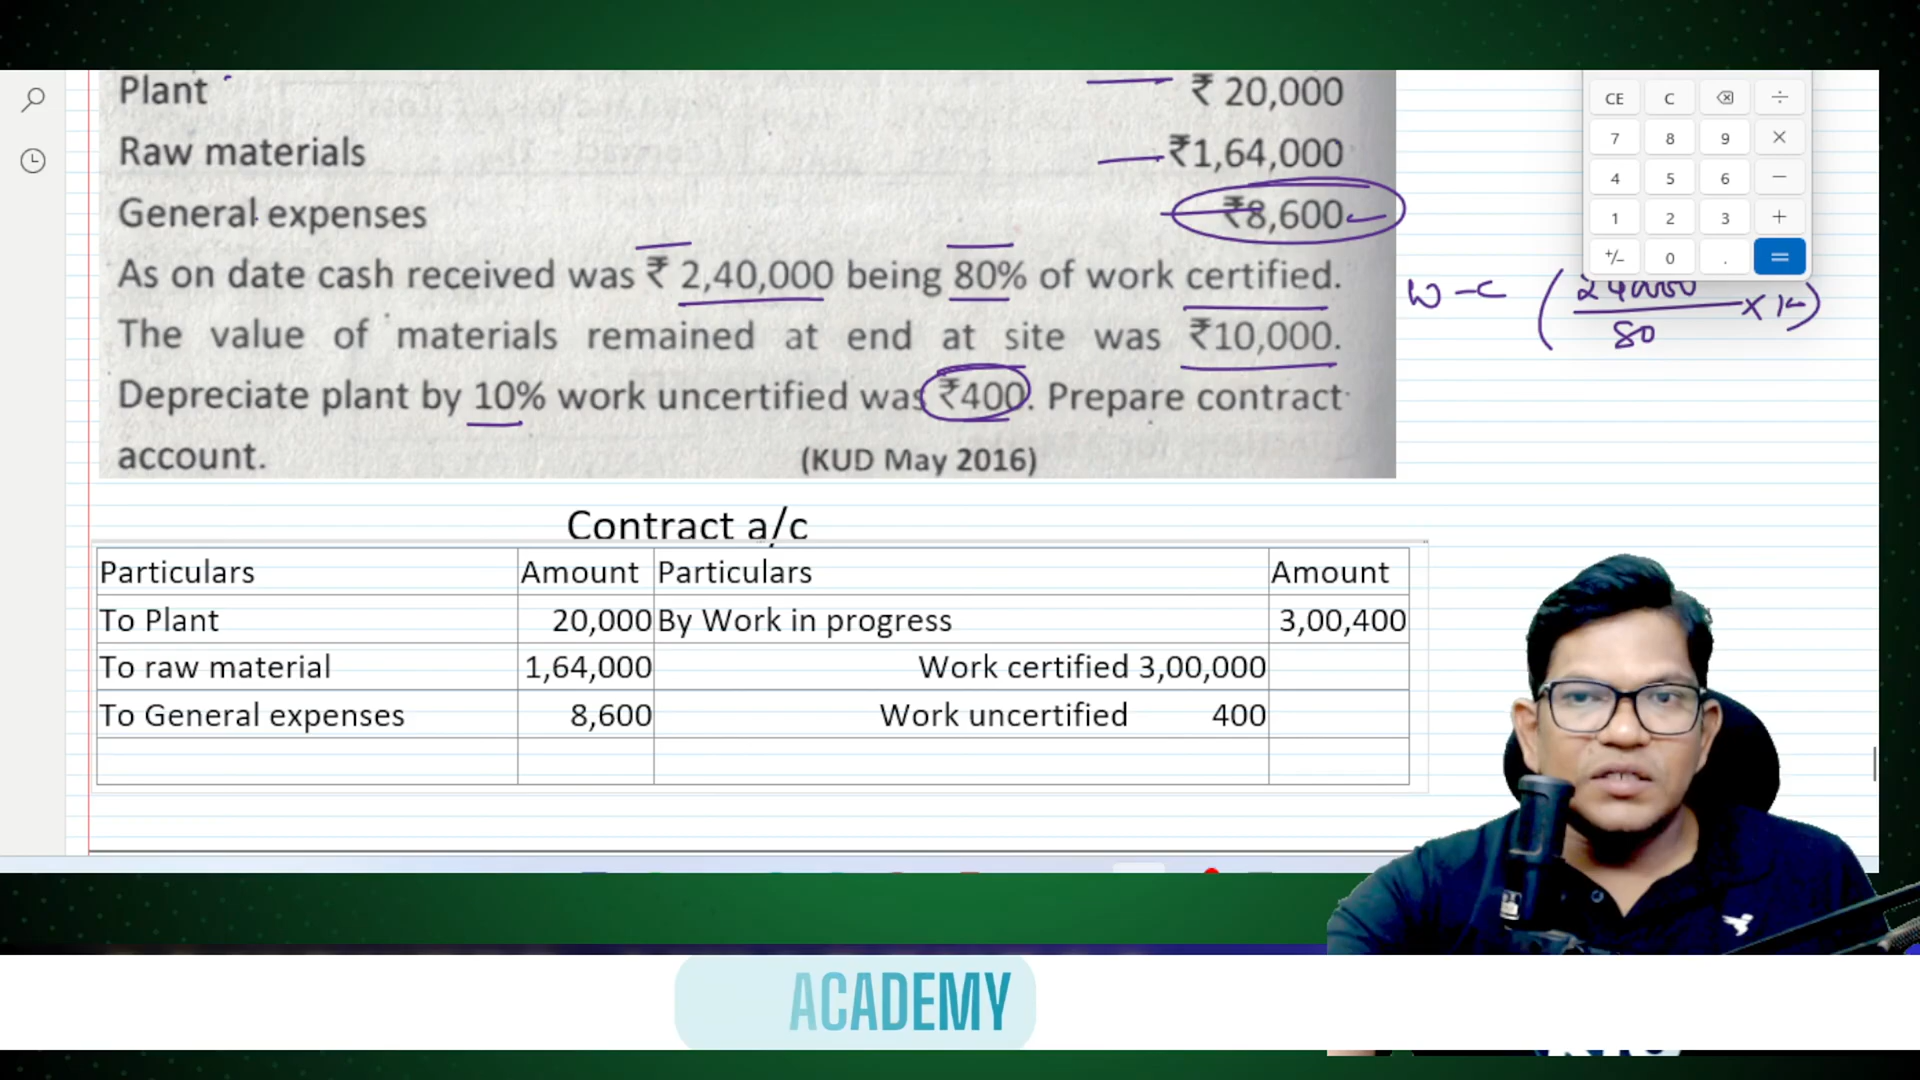 Plant ₹ 20,000
Raw materials ₹1,64,000
General expenses ₹8,600
As on date cash received was ₹ 2,40,000 being 80% of work certified.
The value of materials remained at end at site was ₹10,000.
Depreciate plant by 10% work uncertified was ₹400. Prepare contract
account. (KUD May 2016)
CE C ÷
7 8 9 ×
4 5 6 −
1 2 3 +
+/− 0 . =
W-C
80
Contract a/c
Particulars Amount Particulars Amount
To Plant 20,000 By Work in progress 3,00,400
To raw material 1,64,000 Work certified 3,00,000
To General expenses 8,600 Work uncertified 400
ACADEMY